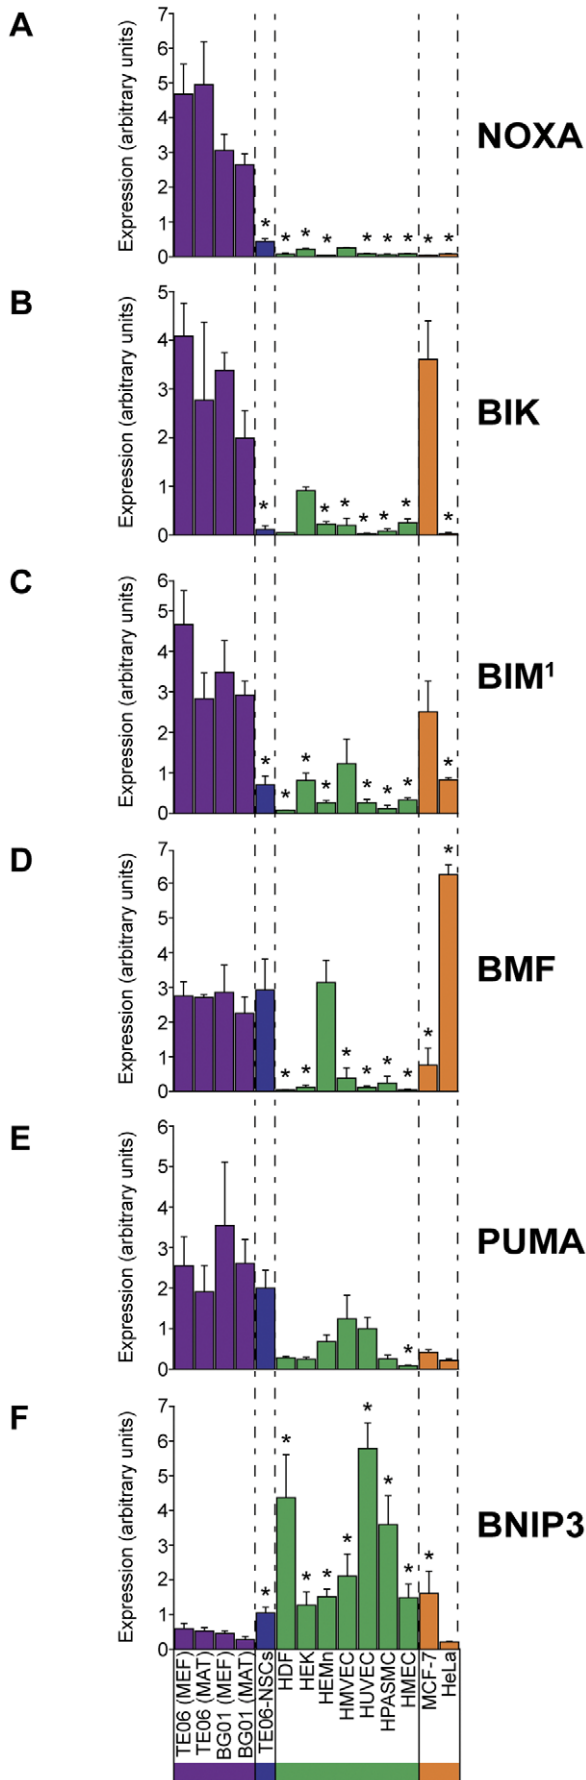 A
Expression (arbitrary units)
7
6
5
4
3
2
1
0
* * * * * * * * *
NOXA
B
Expression (arbitrary units)
5
4
3
2
1
0
* * * * * * * *
BIK
C
Expression (arbitrary units)
6
5
4
3
2
1
0
* * * * * * * *
BIM¹
D
Expression (arbitrary units)
7
6
5
4
3
2
1
0
* * * * * * * *
BMF
E
Expression (arbitrary units)
6
5
4
3
2
1
0
*
PUMA
F
Expression (arbitrary units)
7
6
5
4
3
2
1
0
* * * * * * * * *
BNIP3
TE06 (MEF)
TE06 (MAT)
BG01 (MEF)
BG01 (MAT)
TE06-NSCs
HDF
HEK
HEMn
HMVEC
HUVEC
HPASMC
HMEC
MCF-7
HeLa